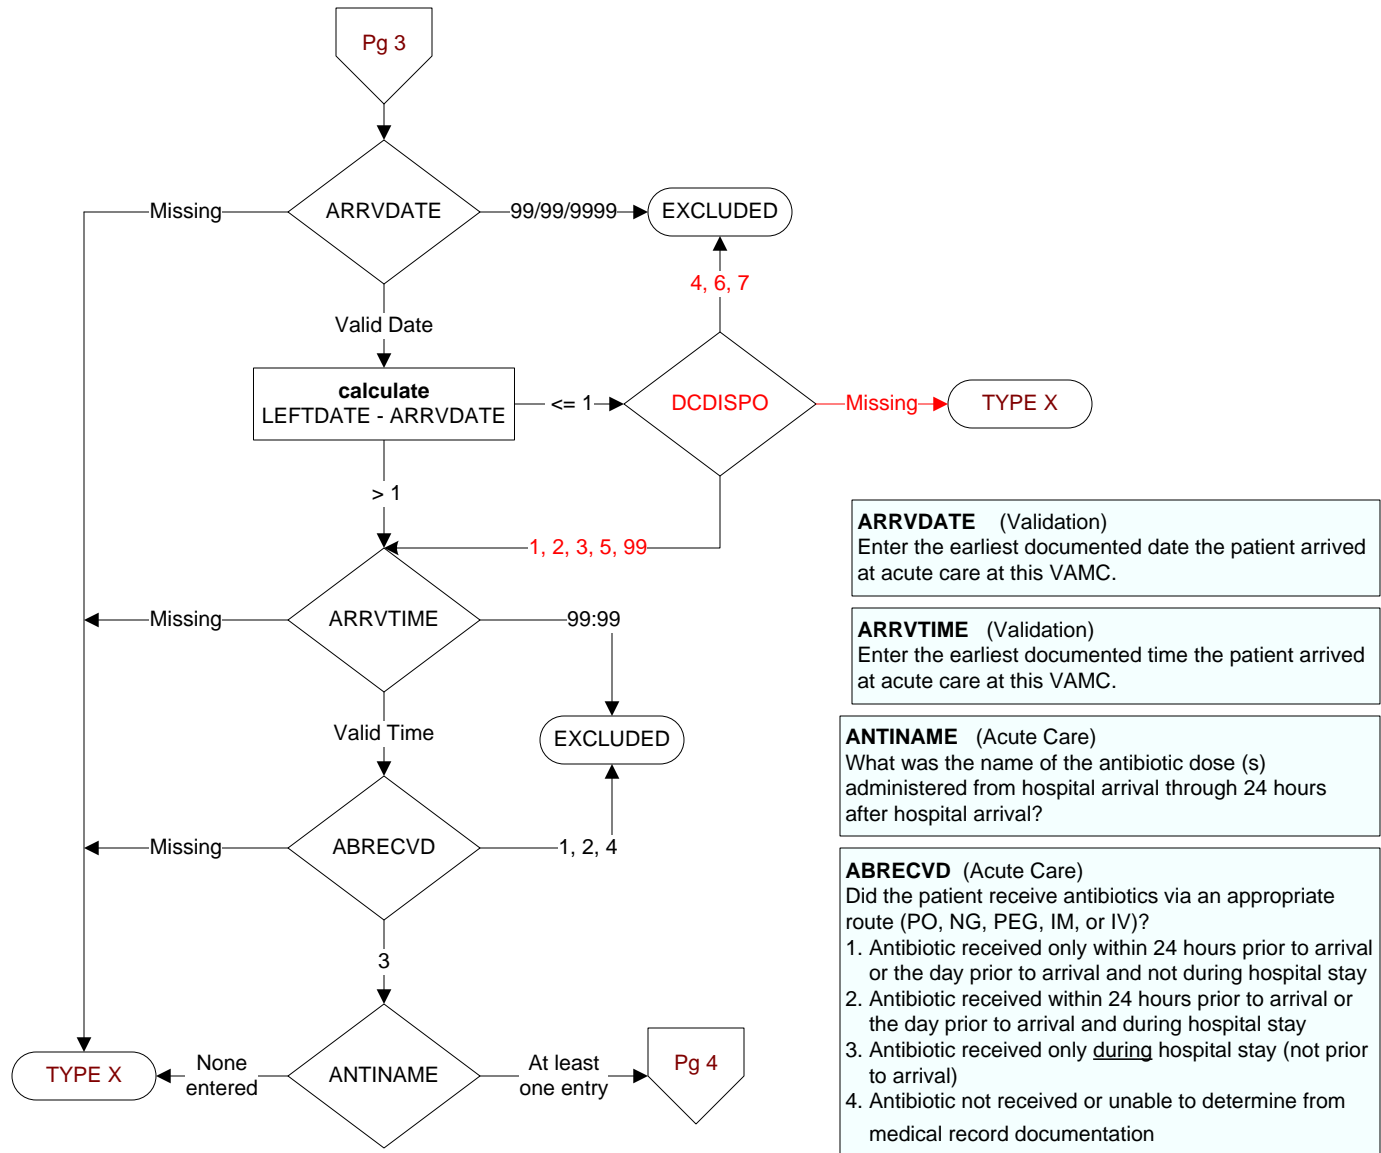 Pg 3
ARRVDATE
Missing
99/99/9999
EXCLUDED
4, 6, 7
Valid Date
calculate
LEFTDATE - ARRVDATE
<= 1
DCDISPO
Missing
TYPE X
> 1
1, 2, 3, 5, 99
ARRVTIME
Missing
99:99
Valid Time
EXCLUDED
ABRECVD
Missing
1, 2, 4
3
ANTINAME
None
entered
TYPE X
At least
one entry
Pg 4
ARRVDATE (Validation)
Enter the earliest documented date the patient arrived
at acute care at this VAMC.
ARRVTIME (Validation)
Enter the earliest documented time the patient arrived
at acute care at this VAMC.
ANTINAME (Acute Care)
What was the name of the antibiotic dose (s)
administered from hospital arrival through 24 hours
after hospital arrival?
ABRECVD (Acute Care)
Did the patient receive antibiotics via an appropriate
route (PO, NG, PEG, IM, or IV)?
1. Antibiotic received only within 24 hours prior to arrival
or the day prior to arrival and not during hospital stay
2. Antibiotic received within 24 hours prior to arrival or
the day prior to arrival and during hospital stay
3. Antibiotic received only during hospital stay (not prior
to arrival)
4. Antibiotic not received or unable to determine from
medical record documentation